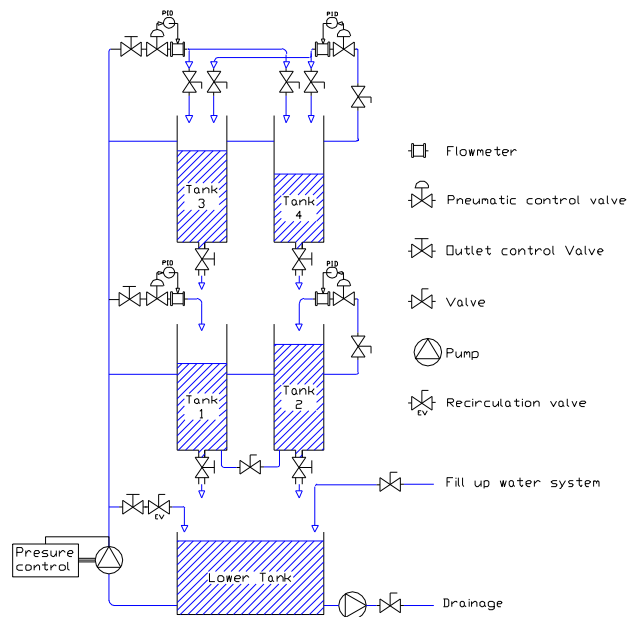 PID
PID
Tank
3
Tank
4
PID
PID
Tank
1
Tank
2
EV
Presure
control
Lower Tank
Flowmeter
Pneumatic control valve
Outlet control Valve
Valve
Pump
Recirculation valve
EV
Fill up water system
Drainage